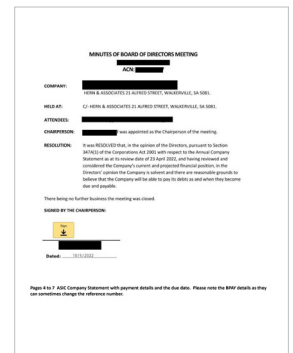 MINUTES OF BOARD OF DIRECTORS MEETING
ACN:
COMPANY:
HERN & ASSOCIATES 21 ALFRED STREET, WALKERVILLE, SA 5081.
HELD AT: C/- HERN & ASSOCIATES 21 ALFRED STREET, WALKERVILLE, SA 5081.
ATTENDEES:
CHAIRPERSON: was appointed as the Chairperson of the meeting.
RESOLUTION: It was RESOLVED that, in the opinion of the Directors, pursuant to Section
347A(1) of the Corporations Act 2001 with respect to the Annual Company
Statement as at its review date of 23 April 2022, and having reviewed and
considered the Company's current and projected financial position, in the
Directors' opinion the Company is solvent and there are reasonable grounds to
believe that the Company will be able to pay its debts as and when they become
due and payable.
There being no further business the meeting was closed.
SIGNED BY THE CHAIRPERSON:
Sign
Dated: 10/5/2022
Pages 4 to 7 ASIC Company Statement with payment details and the due date. Please note the BPAY details as they
can sometimes change the reference number.